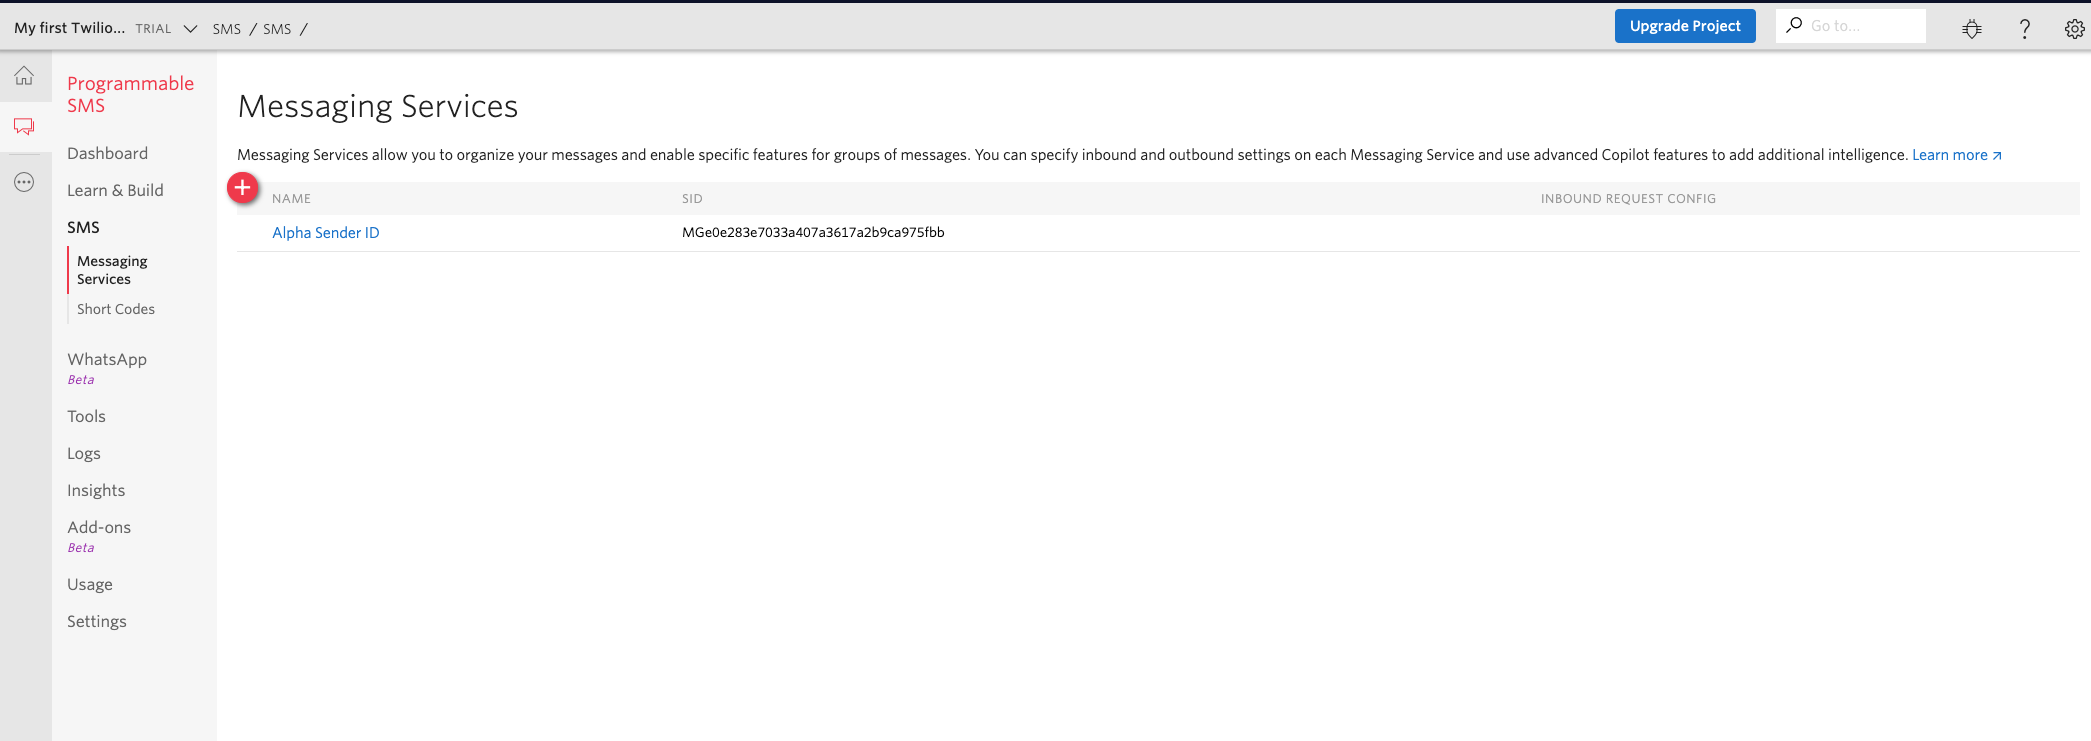 My first Twilio... TRIAL SMS / SMS /
Upgrade Project
Go to...
Programmable
SMS
Dashboard
Learn & Build
SMS
Messaging
Services
Short Codes
WhatsApp
Beta
Tools
Logs
Insights
Add-ons
Beta
Usage
Settings
Messaging Services
Messaging Services allow you to organize your messages and enable specific features for groups of messages. You can specify inbound and outbound settings on each Messaging Service and use advanced Copilot features to add additional intelligence. Learn more
NAME SID INBOUND REQUEST CONFIG
Alpha Sender ID MGe0e283e7033a407a3617a2b9ca975fbb